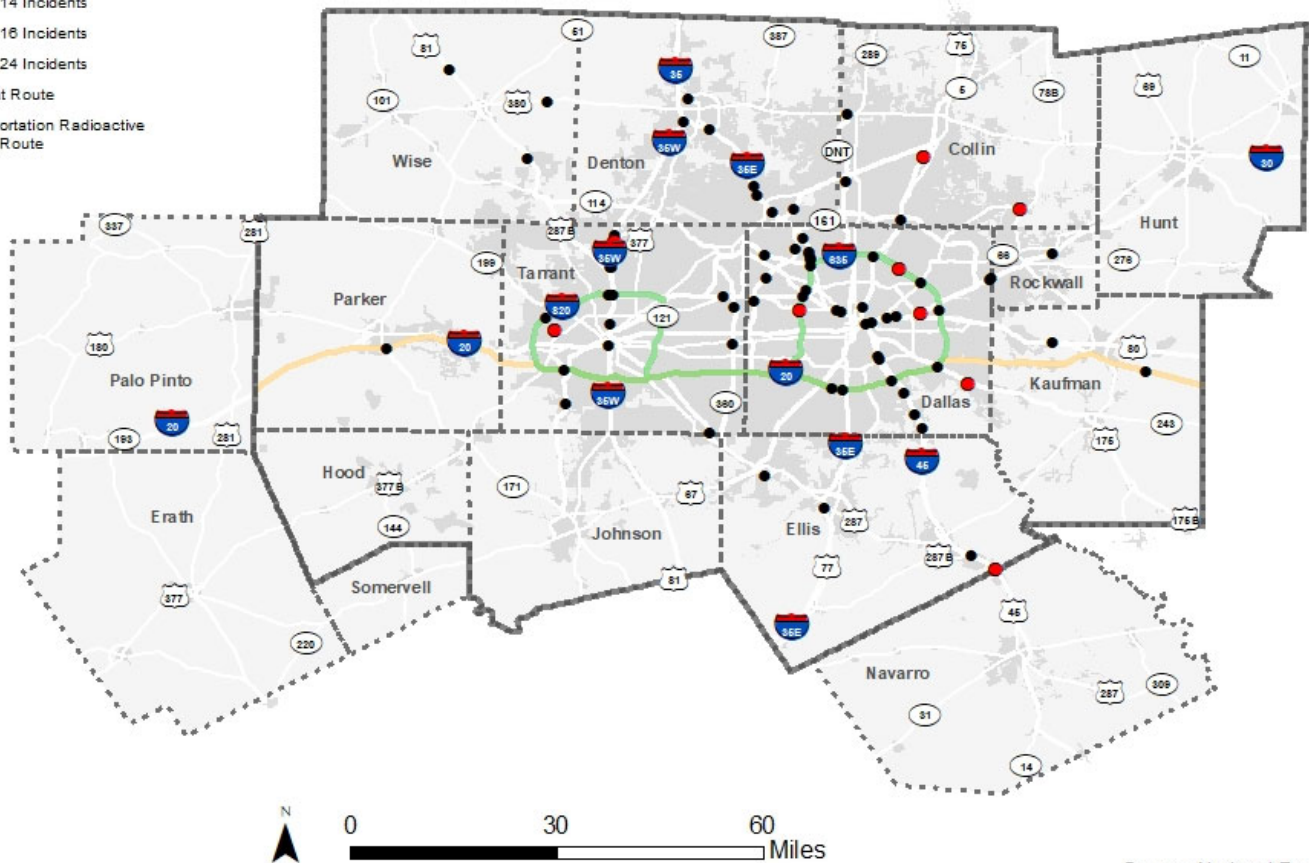 14 Incidents
16 Incidents
24 Incidents
t Route
ortation Radioactive
Route
81
51
387
289
75
11
35
101
380
5
78B
69
35W
DNT
Collin
30
Wise
Denton
35E
114
161
Hunt
337
281
287 B
377
199
35W
635
66
276
Tarrant
Rockwall
Parker
820
121
180
20
80
Palo Pinto
20
Kaufman
20
35W
360
Dallas
243
193
281
175
35E
45
Hood
377 B
171
67
Erath
144
Johnson
Ellis
287
175 B
287 B
Somervell
81
77
377
35E
45
220
Navarro
287
309
31
14
N
0
30
60
Miles